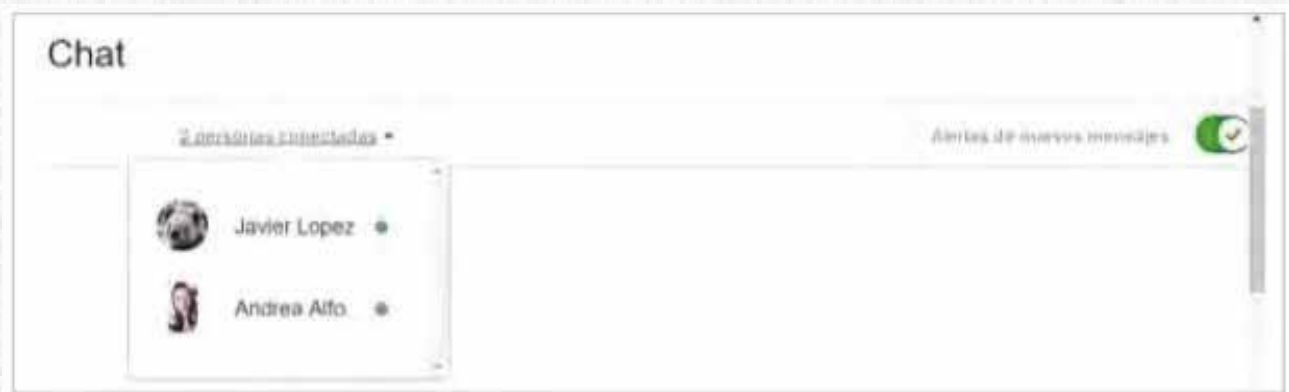 Chat
2 personas conectadas
Alertas de nuevos mensajes
Javier Lopez
Andrea Alfo